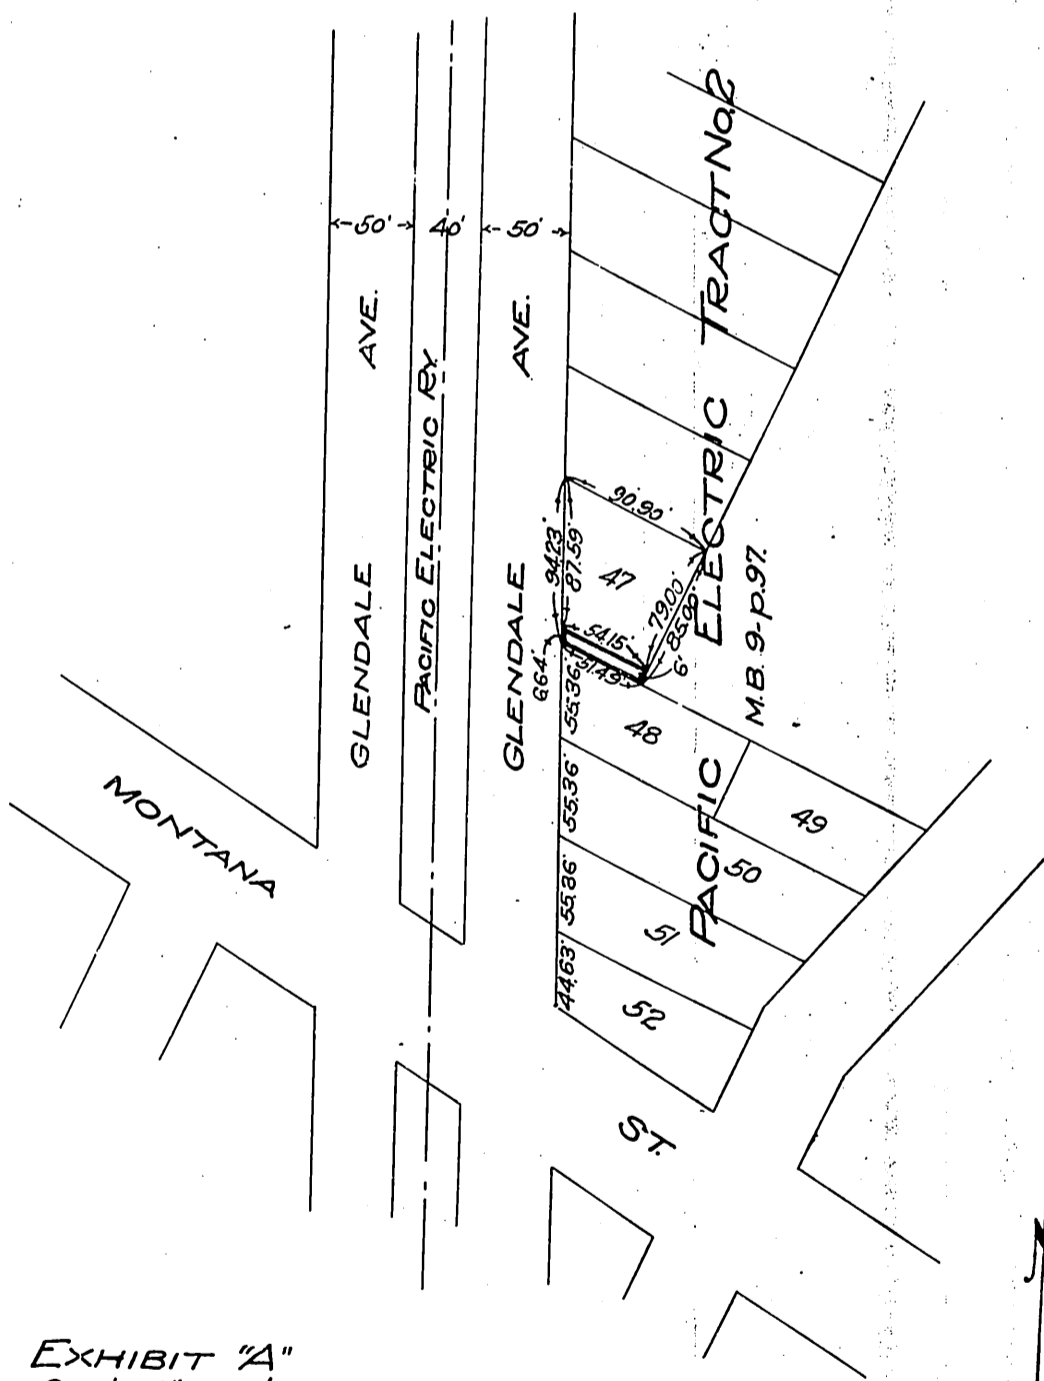 PACIFIC ELECTRIC TRACT No.2
M.B. 9-p.97.
50'
40'
50'
GLENDALE AVE.
PACIFIC ELECTRIC RY.
GLENDALE AVE.
90.90'
94.23'
87.59'
47
79.00'
85.00'
6'
54.15'
51.49'
6.64'
55.36'
48
55.36'
49
50
55.36'
51
44.63'
52
MONTANA
ST.
EXHIBIT "A"